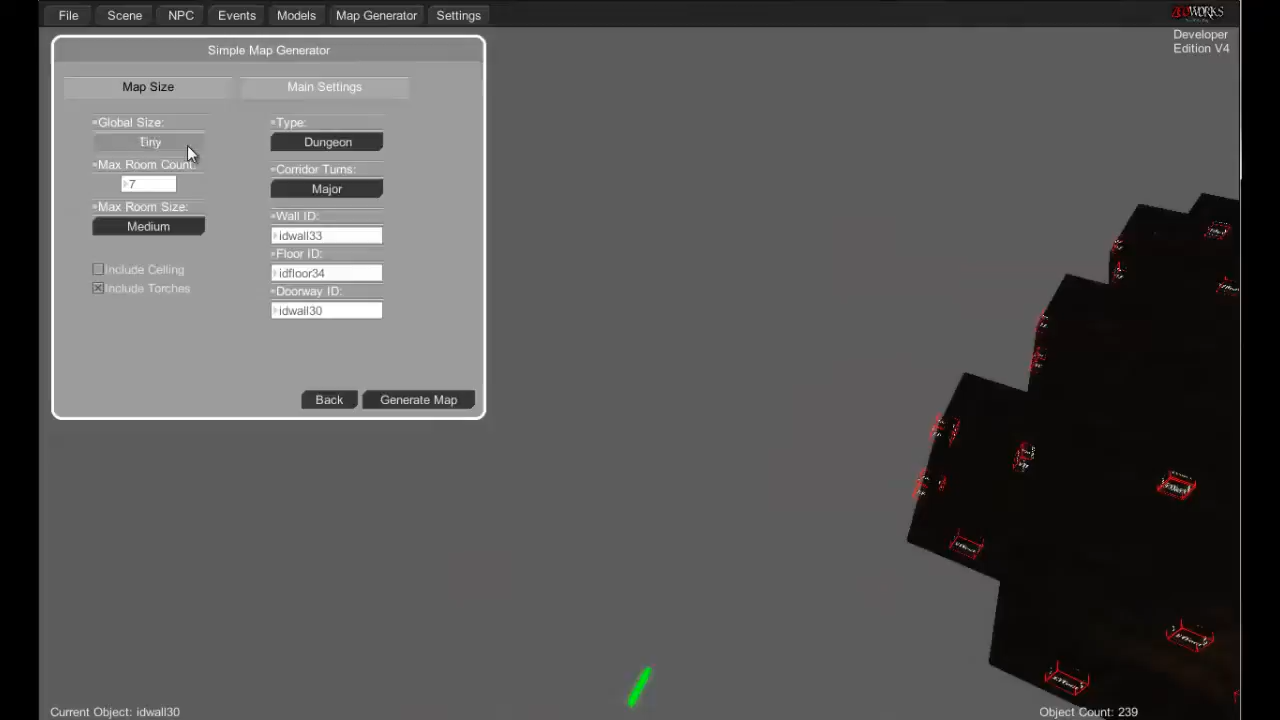 File Scene NPC Events Models Map Generator Settings
Developer
Edition V4
Simple Map Generator
Map Size Main Settings
Global Size: Type:
Tiny Dungeon
Max Room Count: Corridor Turns:
7 Major
Max Room Size: Wall ID:
Medium idwall33
Floor ID:
Include Celling idfloor34
Include Torches Doorway ID:
idwall30
Back Generate Map
Current Object: idwall30 Object Count: 239